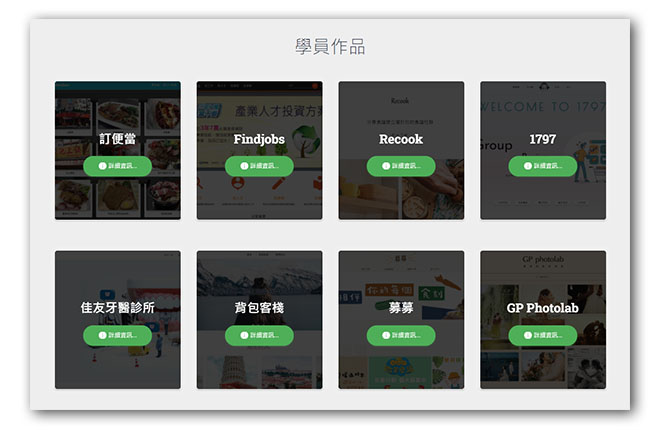 學員作品
訂便當
詳細資訊...
Findjobs
產業人才投資方案
詳細資訊...
Recook
Recook
詳細資訊...
WELCOME TO 1797
1797
Group
詳細資訊...
佳友牙醫診所
詳細資訊...
背包客棧
詳細資訊...
募募
詳細資訊...
GP photolab
GP Photolab
詳細資訊...